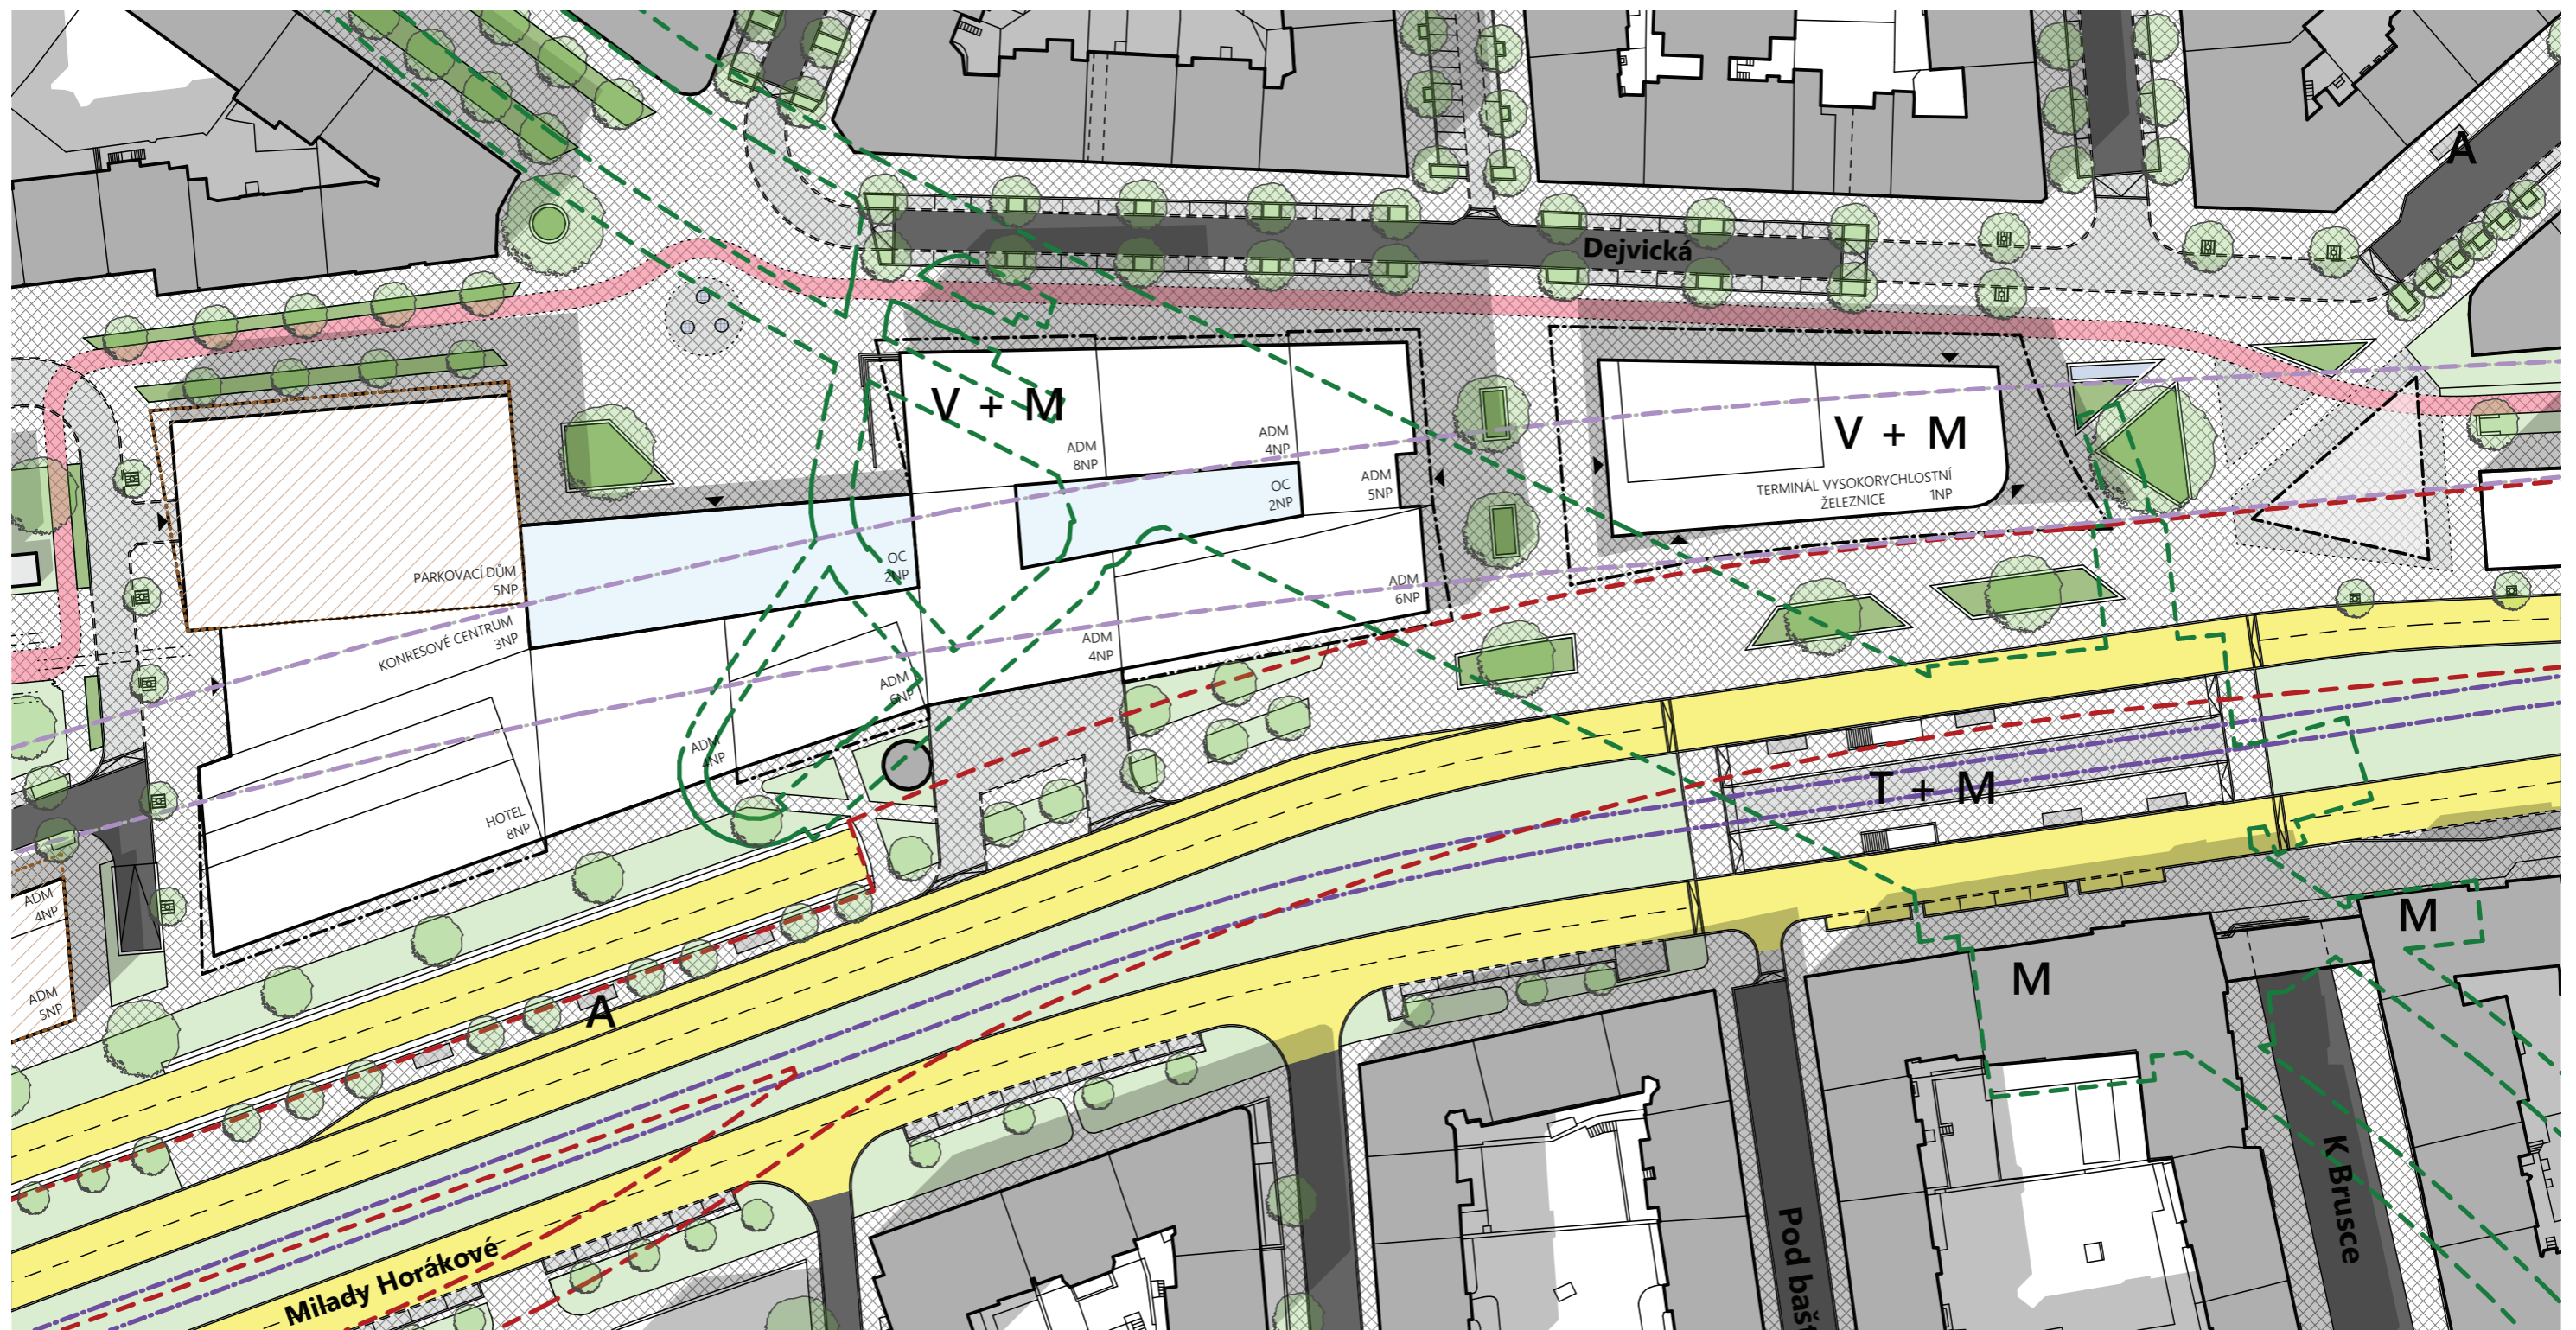 A
Dejvická
V + M
ADM
8NP
ADM
4NP
OC
2NP
ADM
5NP
V + M
TERMINÁL VYSOKORYCHLOSTNÍ
ŽELEZNICE 1NP
PARKOVACÍ DŮM
5NP
OC
2NP
KONRESOVÉ CENTRUM
3NP
ADM
6NP
ADM
4NP
ADM
6NP
ADM
4NP
HOTEL
8NP
T + M
ADM
4NP
ADM
5NP
A
M
M
Milady Horákové
Pod bašt
K Brusce